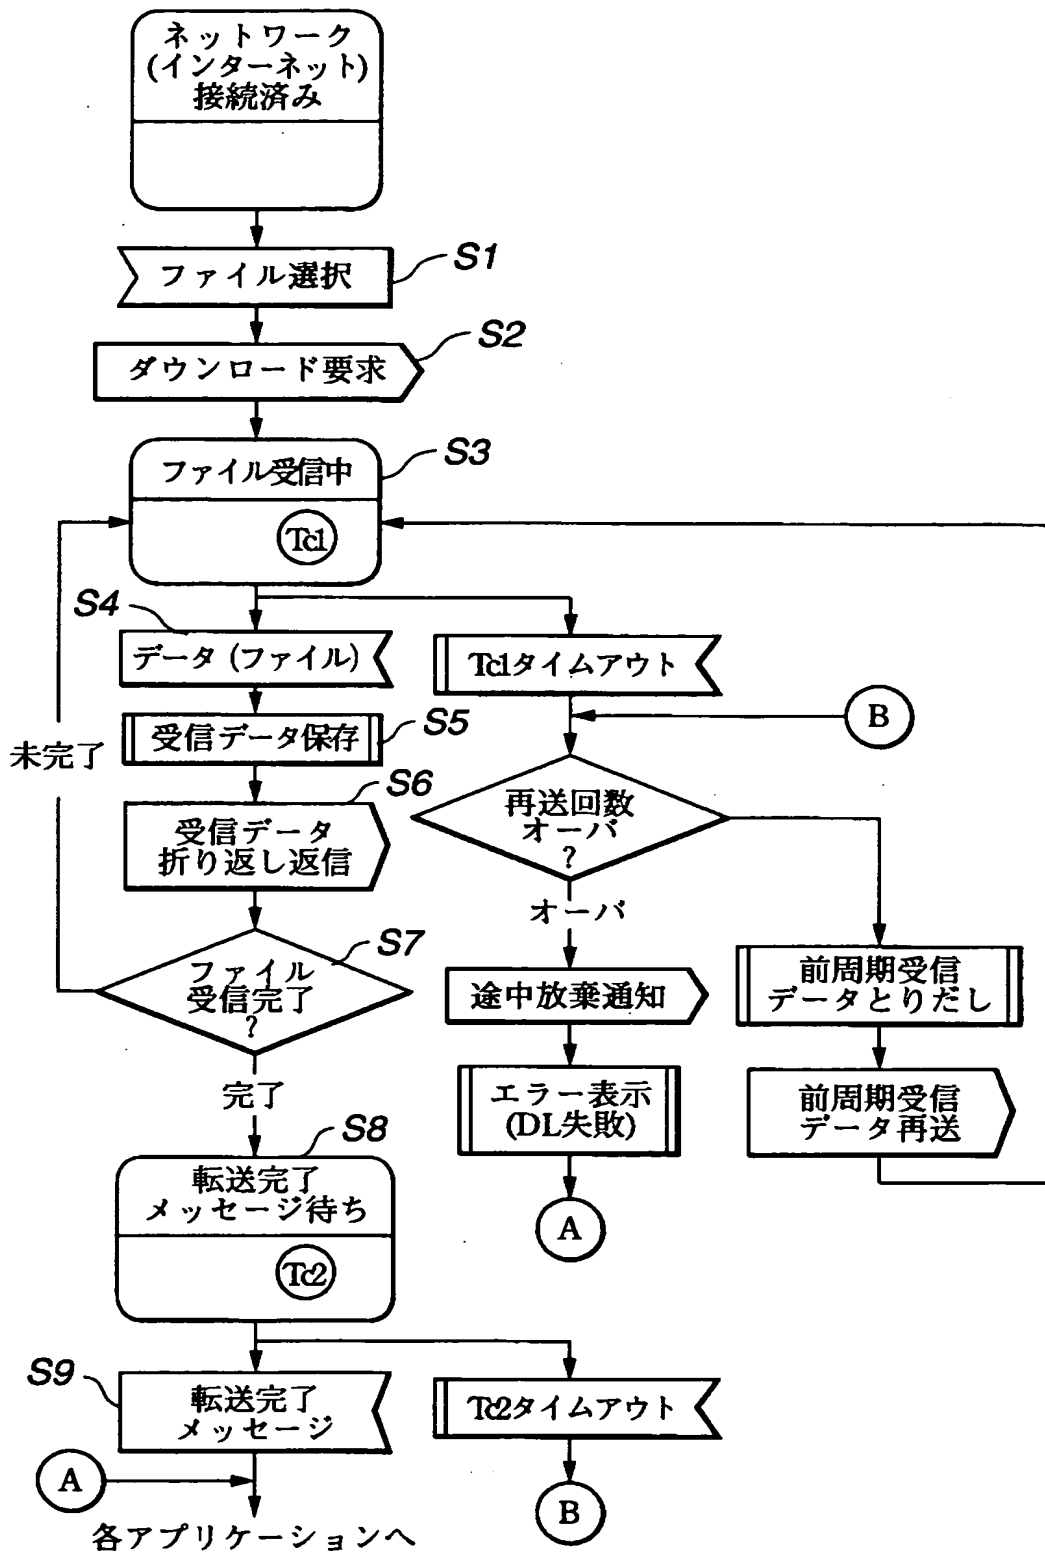 ネットワーク
(インターネット)
接続済み
ファイル選択
S1
ダウンロード要求
S2
ファイル受信中
S3
Tc1
S4
データ (ファイル)
Tc1タイムアウト
受信データ保存
S5
B
未完了
S6
受信データ
折り返し返信
再送回数
オーバ
?
オーバ
S7
ファイル
受信完了
?
途中放棄通知
前周期受信
データとりだし
完了
エラー表示
(DL失敗)
前周期受信
データ再送
S8
転送完了
メッセージ待ち
A
Tc2
S9
転送完了
メッセージ
Tc2タイムアウト
A
B
各アプリケーションへ